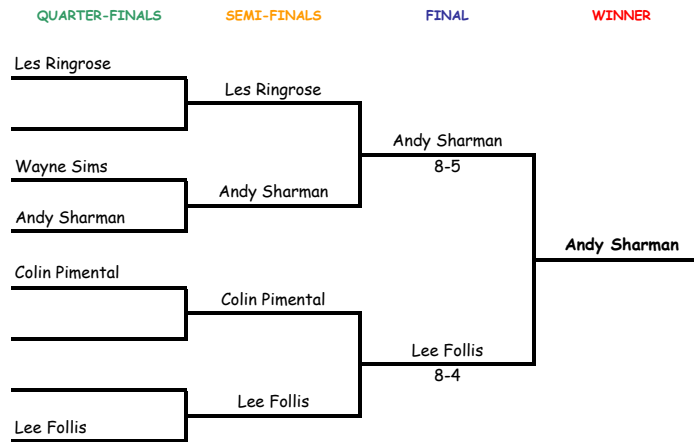 QUARTER-FINALS
SEMI-FINALS
FINAL
WINNER
Les Ringrose
Wayne Sims
Andy Sharman
Colin Pimental
Lee Follis
Les Ringrose
Andy Sharman
Colin Pimental
Lee Follis
Andy Sharman
8-5
Lee Follis
8-4
Andy Sharman